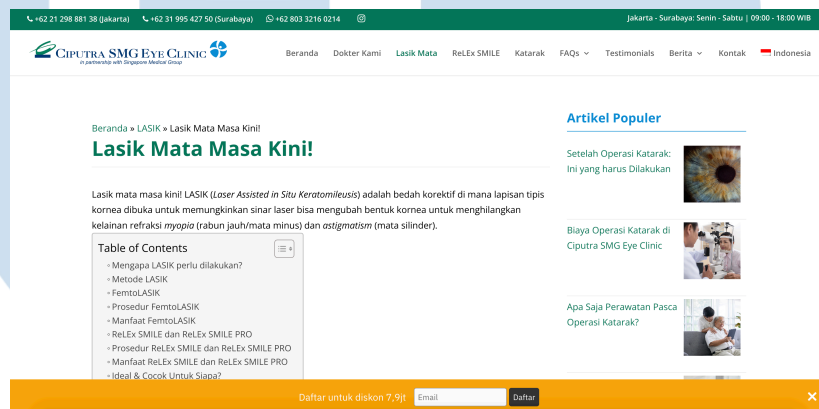 +62 21 298 881 38 (Jakarta) +62 31 995 427 50 (Surabaya) +62 803 3216 0214 Jakarta - Surabaya: Senin - Sabtu | 09:00 - 18:00 WIB
CIPUTRA SMG EYE CLINIC
in partnership with Singapore Medical Group
Beranda Dokter Kami Lasik Mata ReLEx SMILE Katarak FAQs Testimonials Berita Kontak Indonesia
Beranda » LASIK » Lasik Mata Masa Kini!
Lasik Mata Masa Kini!
Lasik mata masa kini! LASIK (Laser Assisted in Situ Keratomileusis) adalah bedah korektif di mana lapisan tipis
kornea dibuka untuk memungkinkan sinar laser bisa mengubah bentuk kornea untuk menghilangkan
kelainan refraksi myopia (rabun jauh/mata minus) dan astigmatism (mata silinder).
Table of Contents
Mengapa LASIK perlu dilakukan?
Metode LASIK
FemtoLASIK
Prosedur FemtoLASIK
Manfaat FemtoLASIK
ReLEx SMILE dan ReLEx SMILE PRO
Prosedur ReLEx SMILE dan ReLEx SMILE PRO
Manfaat ReLEx SMILE dan ReLEx SMILE PRO
Ideal & Cocok Untuk Siapa?
Artikel Populer
Setelah Operasi Katarak:
Ini yang harus Dilakukan
Biaya Operasi Katarak di
Ciputra SMG Eye Clinic
Apa Saja Perawatan Pasca
Operasi Katarak?
Daftar untuk diskon 7,9jt Email Daftar